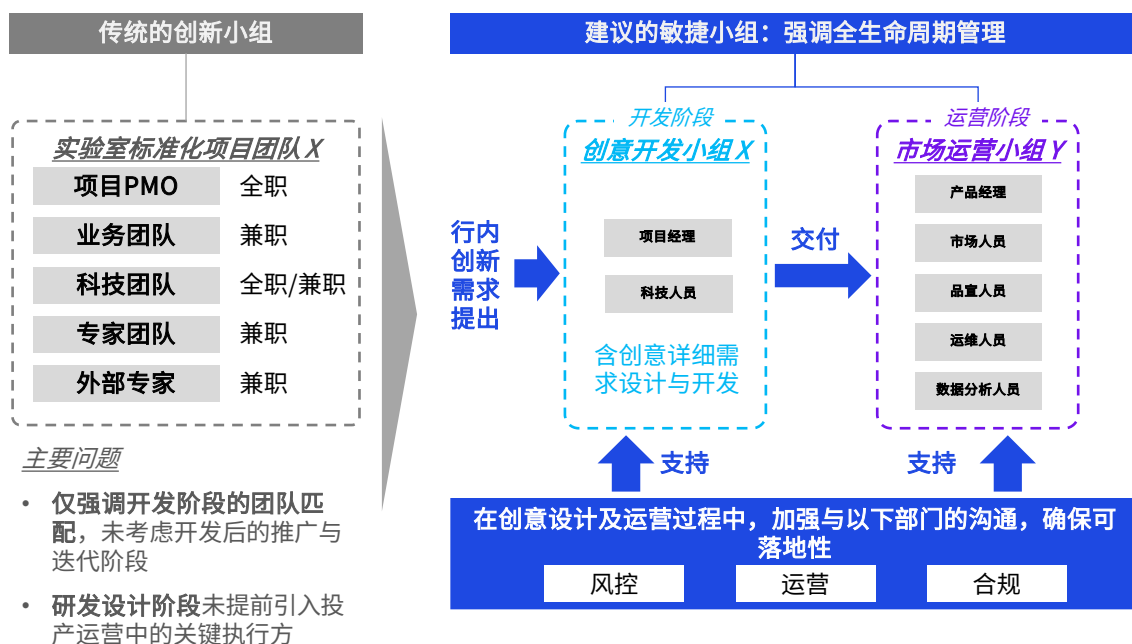 传统的创新小组
实验室标准化项目团队X
项目PMO 全职
业务团队 兼职
科技团队 全职/兼职
专家团队 兼职
外部专家 兼职
主要问题
• 仅强调开发阶段的团队匹
配，未考虑开发后的推广与
迭代阶段
• 研发设计阶段未提前引入投
产运营中的关键执行方
建议的敏捷小组：强调全生命周期管理
行内
创新
需求
提出
开发阶段
创意开发小组X
项目经理
科技人员
含创意详细需
求设计与开发
交付
运营阶段
市场运营小组Y
产品经理
市场人员
品宣人员
运维人员
数据分析人员
支持
支持
在创意设计及运营过程中，加强与以下部门的沟通，确保可
落地性
风控
运营
合规